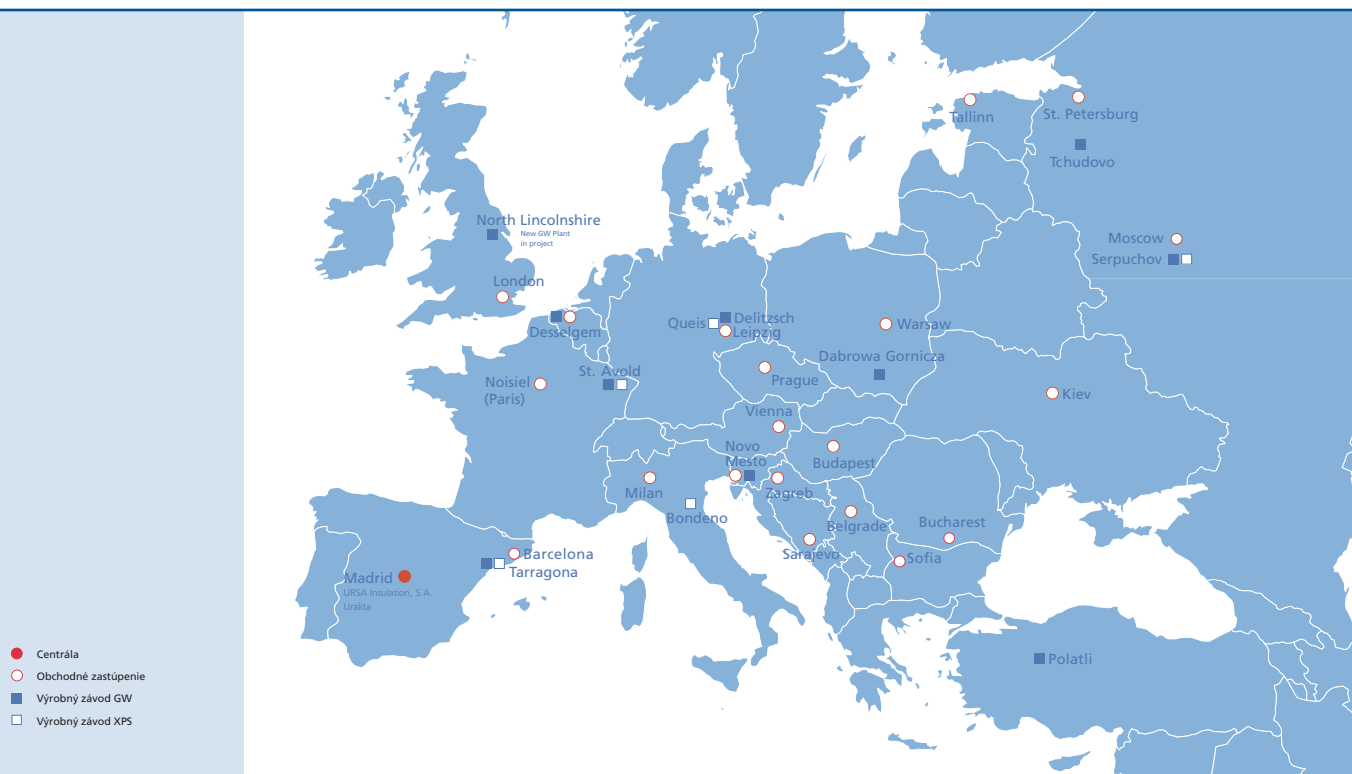 Tallinn
St. Petersburg
Tchudovo
North Lincolnshire
New GW Plant
in project
Moscow
Serpuchov
London
Desselgem
Queis
Delitzsch
Leipzig
Warsaw
Dabrowa Gornicza
St. Avold
Noisiel
(Paris)
Prague
Kiev
Vienna
Novo
Mesto
Budapest
Milan
Zagreb
Bondeno
Belgrade
Bucharest
Sarajevo
Sofia
Barcelona
Tarragona
Madrid
URSA Insulation, S.A.
Uralita
Polatli
Centrála
Obchodné zastúpenie
Výrobný závod GW
Výrobný závod XPS